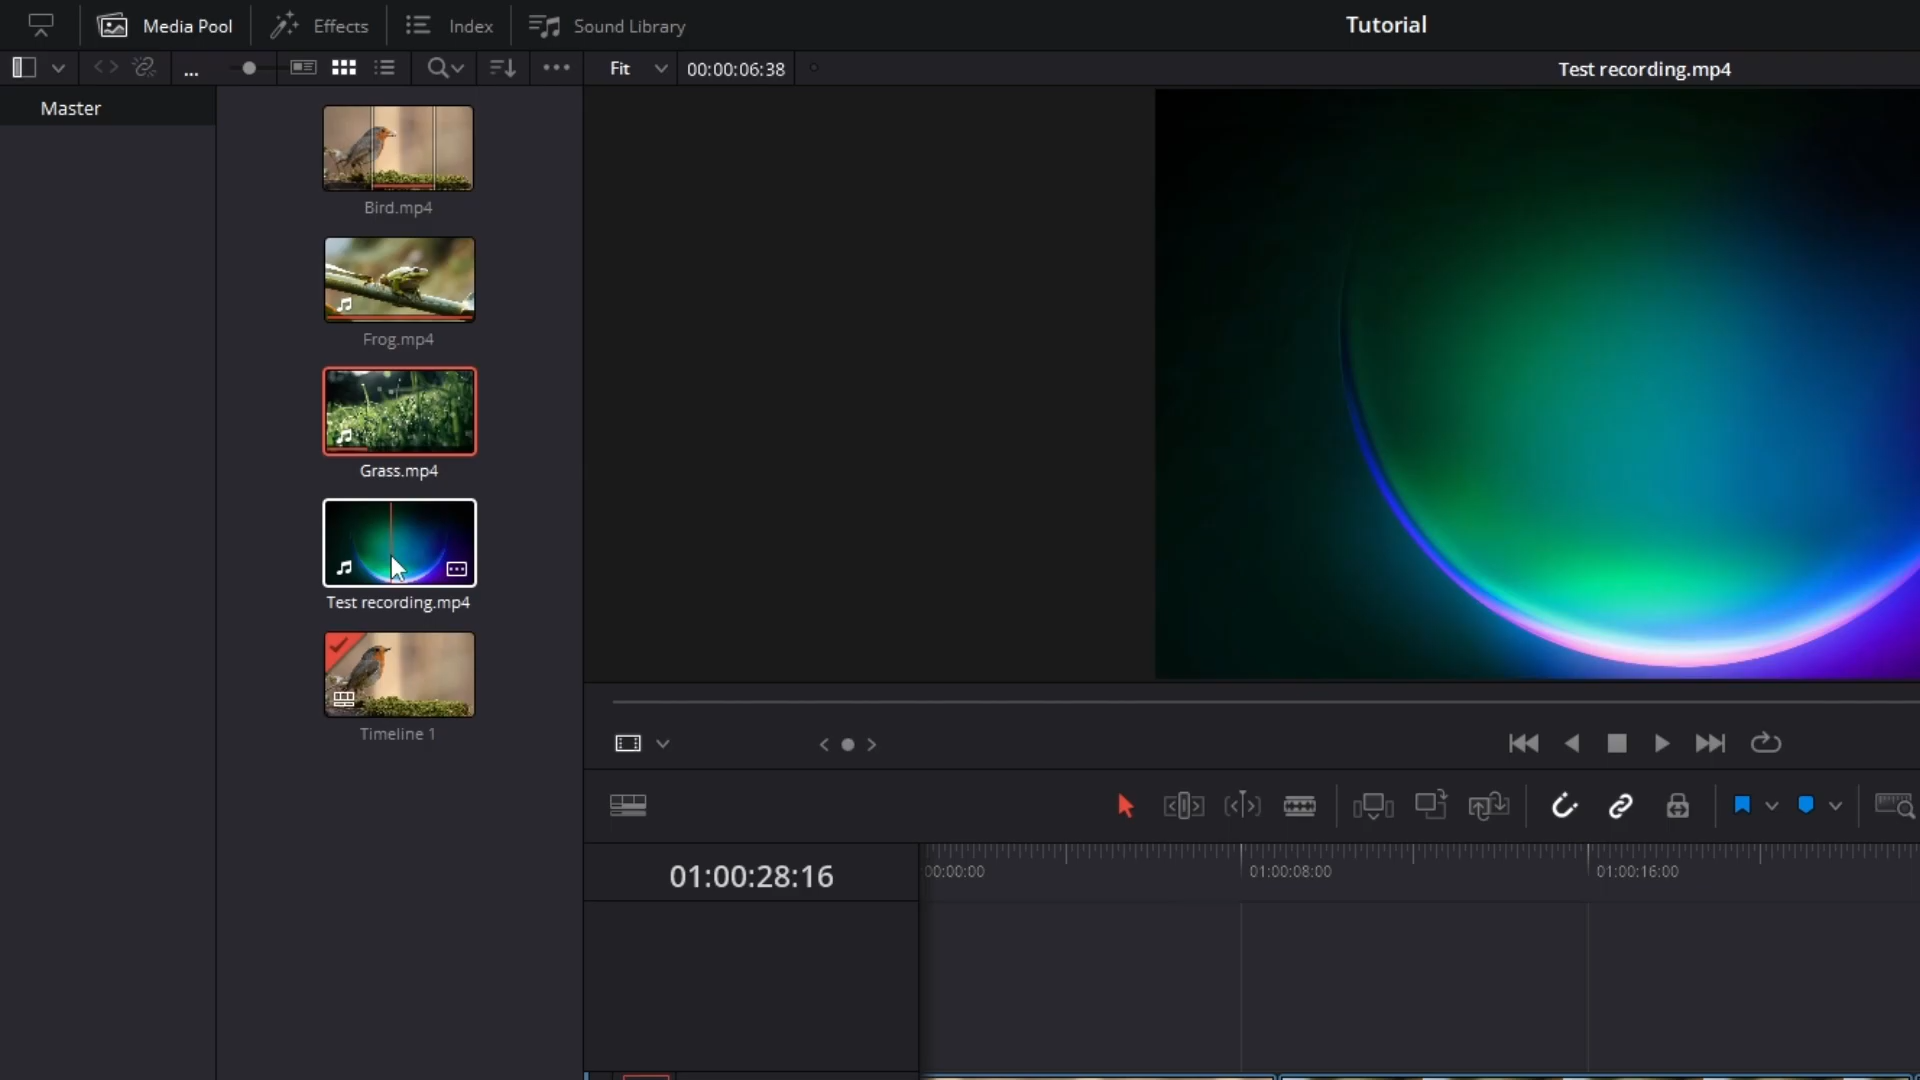 Media Pool
Effects
Index
Sound Library
Tutorial
...
Fit
00:00:06:38
Test recording.mp4
Master
Bird.mp4
Frog.mp4
Grass.mp4
Test recording.mp4
Timeline 1
01:00:28:16
00:00:00
01:00:08:00
01:00:16:00